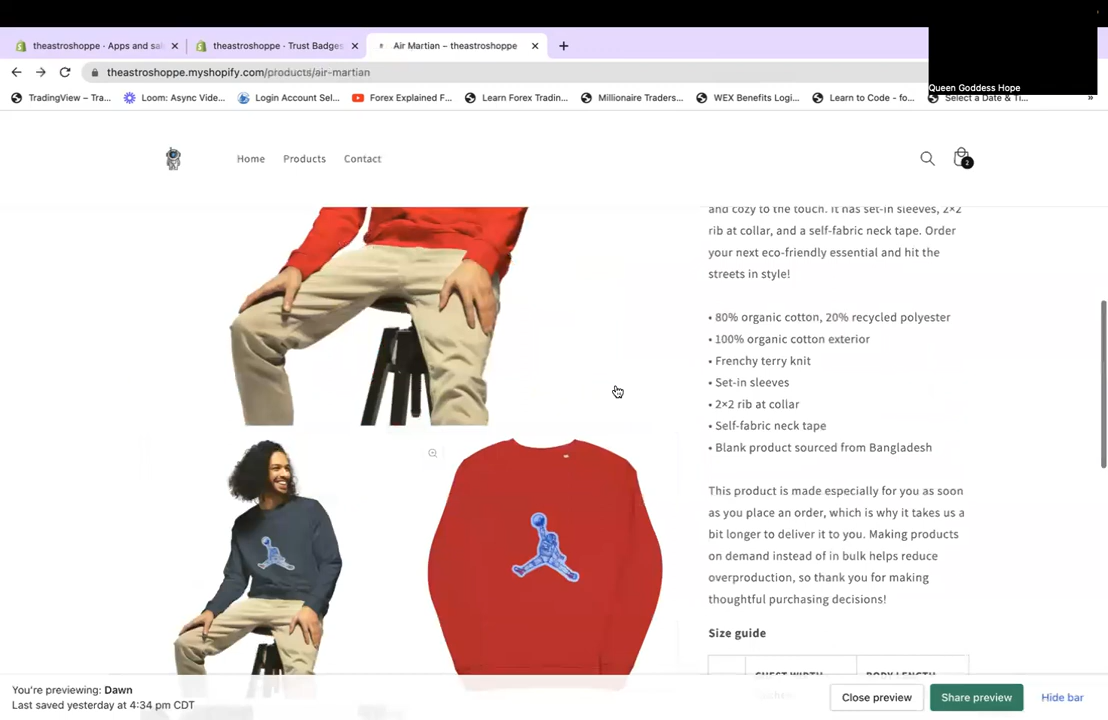 theastroshoppe · Apps and sal
theastroshoppe · Trust Badges
Air Martian – theastroshoppe
theastroshoppe.myshopify.com/products/air-martian
Queen Goddess Hope
TradingView – Tra...
Loom: Async Vide...
Login Account Sel...
Forex Explained F...
Learn Forex Tradin...
Millionaire Traders...
WEX Benefits Logi...
Learn to Code - fo...
Select a Date & Ti...
»
Home
Products
Contact
2
and cozy to the touch. It has set-in sleeves, 2×2
rib at collar, and a self-fabric neck tape. Order
your next eco-friendly essential and hit the
streets in style!
• 80% organic cotton, 20% recycled polyester
• 100% organic cotton exterior
• Frenchy terry knit
• Set-in sleeves
• 2×2 rib at collar
• Self-fabric neck tape
• Blank product sourced from Bangladesh
This product is made especially for you as soon
as you place an order, which is why it takes us a
bit longer to deliver it to you. Making products
on demand instead of in bulk helps reduce
overproduction, so thank you for making
thoughtful purchasing decisions!
Size guide
CHEST WIDTH
BODY LENGTH
You're previewing: Dawn
Last saved yesterday at 4:34 pm CDT
Close preview
Share preview
Hide bar